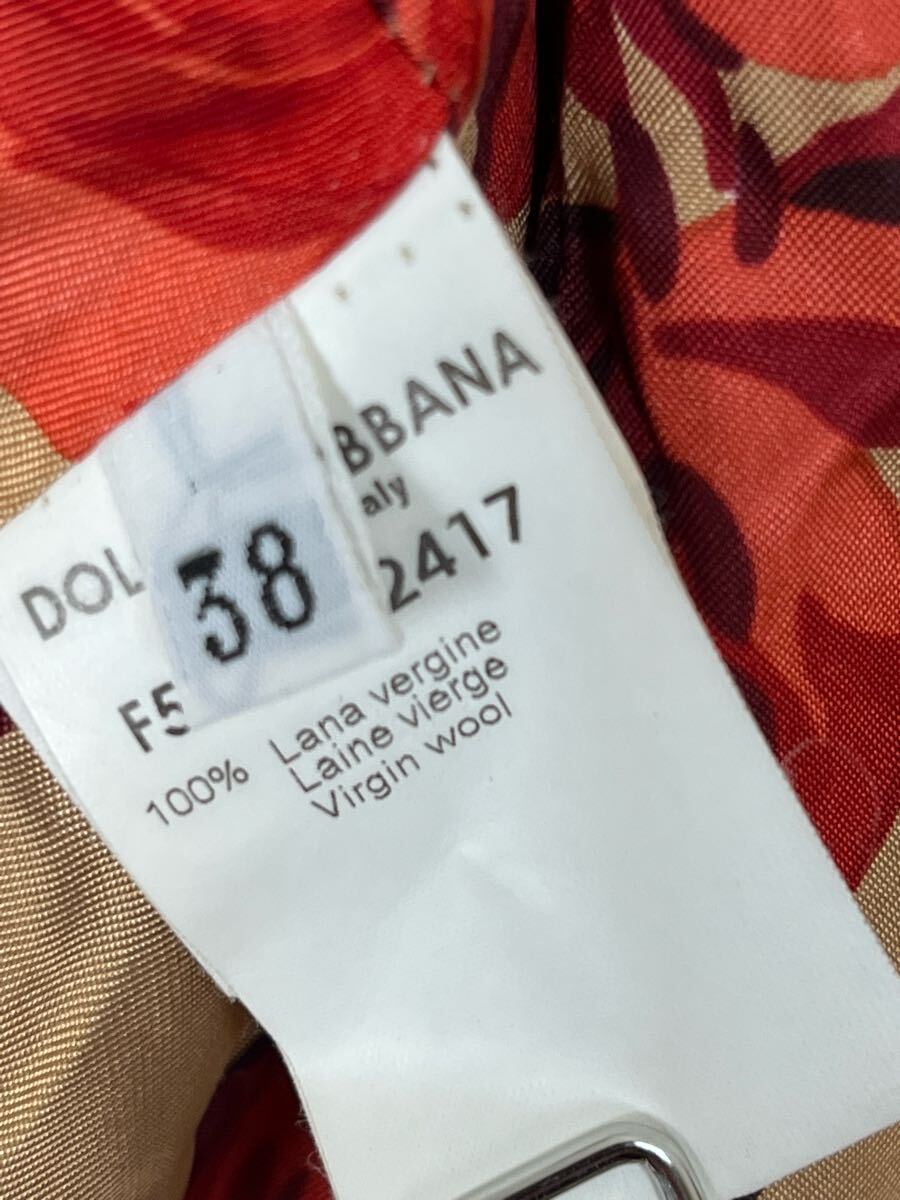 DOL BBANA
aly
38
F5 2417
100% Lana vergine
Laine vierge
Virgin wool